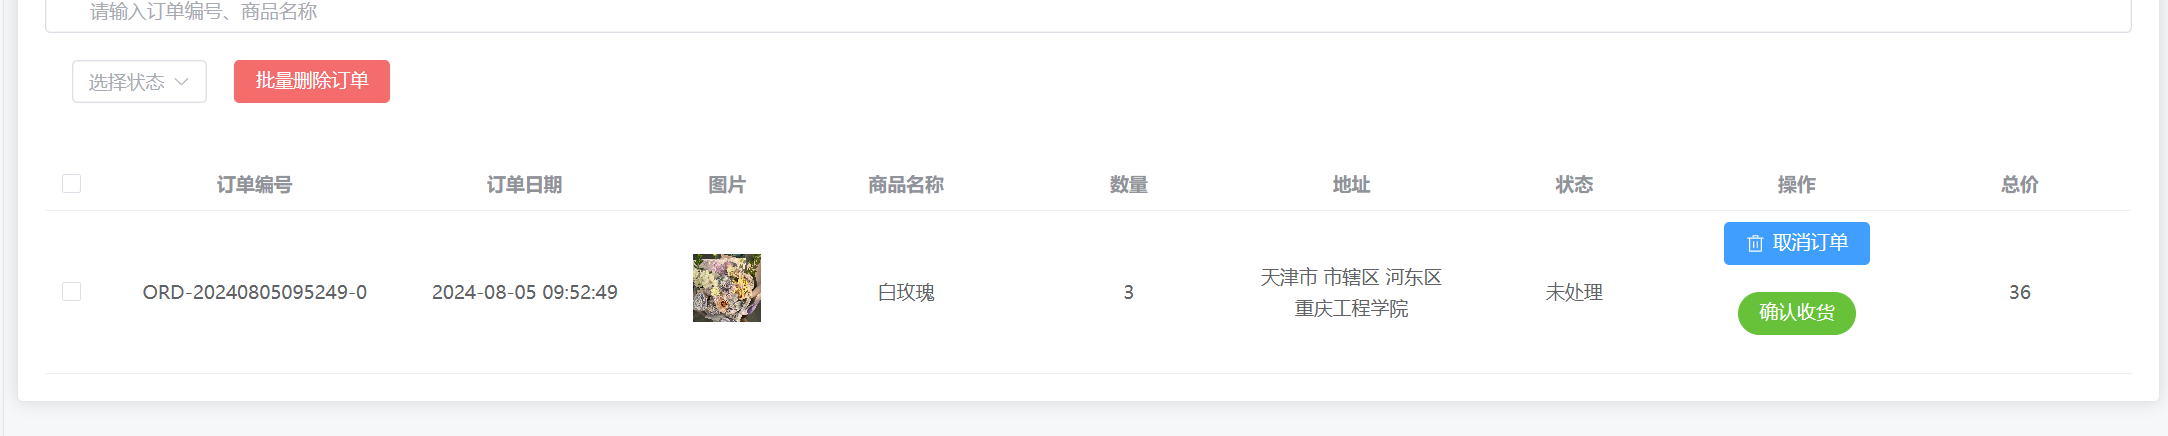 请输入订单编号、商品名称
选择状态
批量删除订单
订单编号
订单日期
图片
商品名称
数量
地址
状态
操作
总价
ORD-20240805095249-0
2024-08-05 09:52:49
白玫瑰
3
天津市 市辖区 河东区
重庆工程学院
未处理
取消订单
确认收货
36